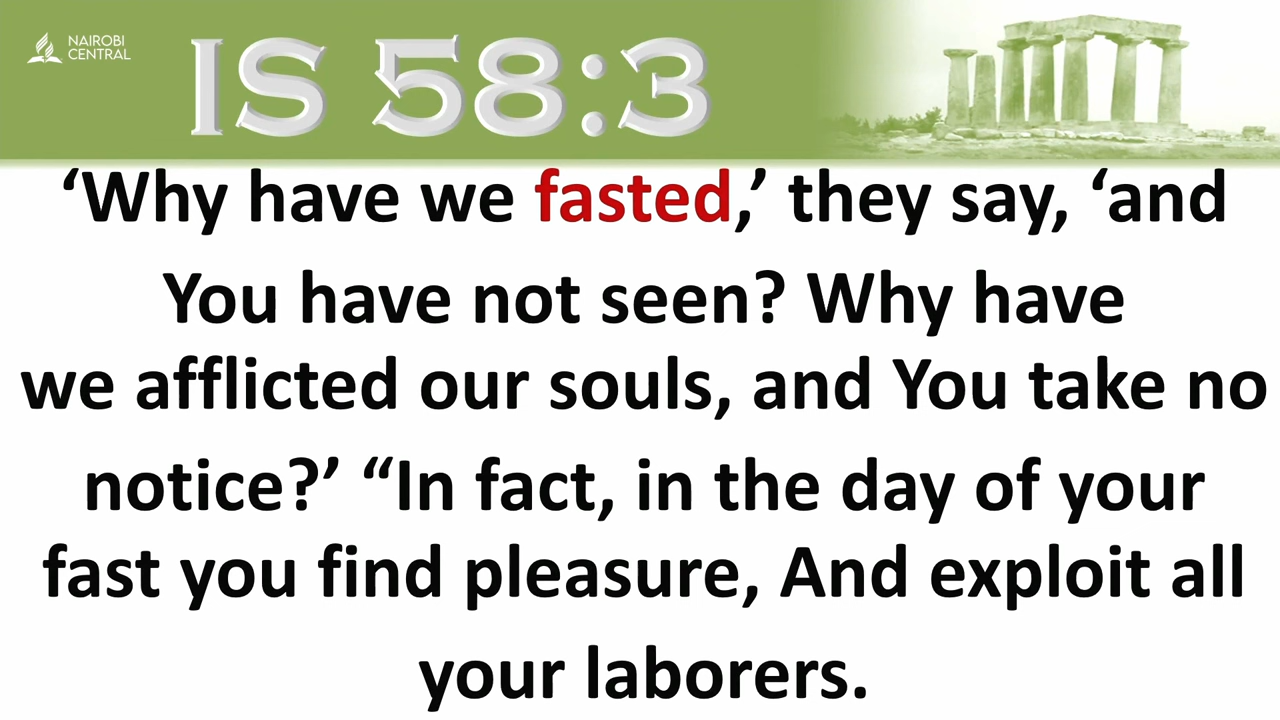 NAIROBI
CENTRAL
IS 58:3
‘Why have we fasted,’ they say, ‘and
You have not seen? Why have
we afflicted our souls, and You take no
notice?’ “In fact, in the day of your
fast you find pleasure, And exploit all
your laborers.